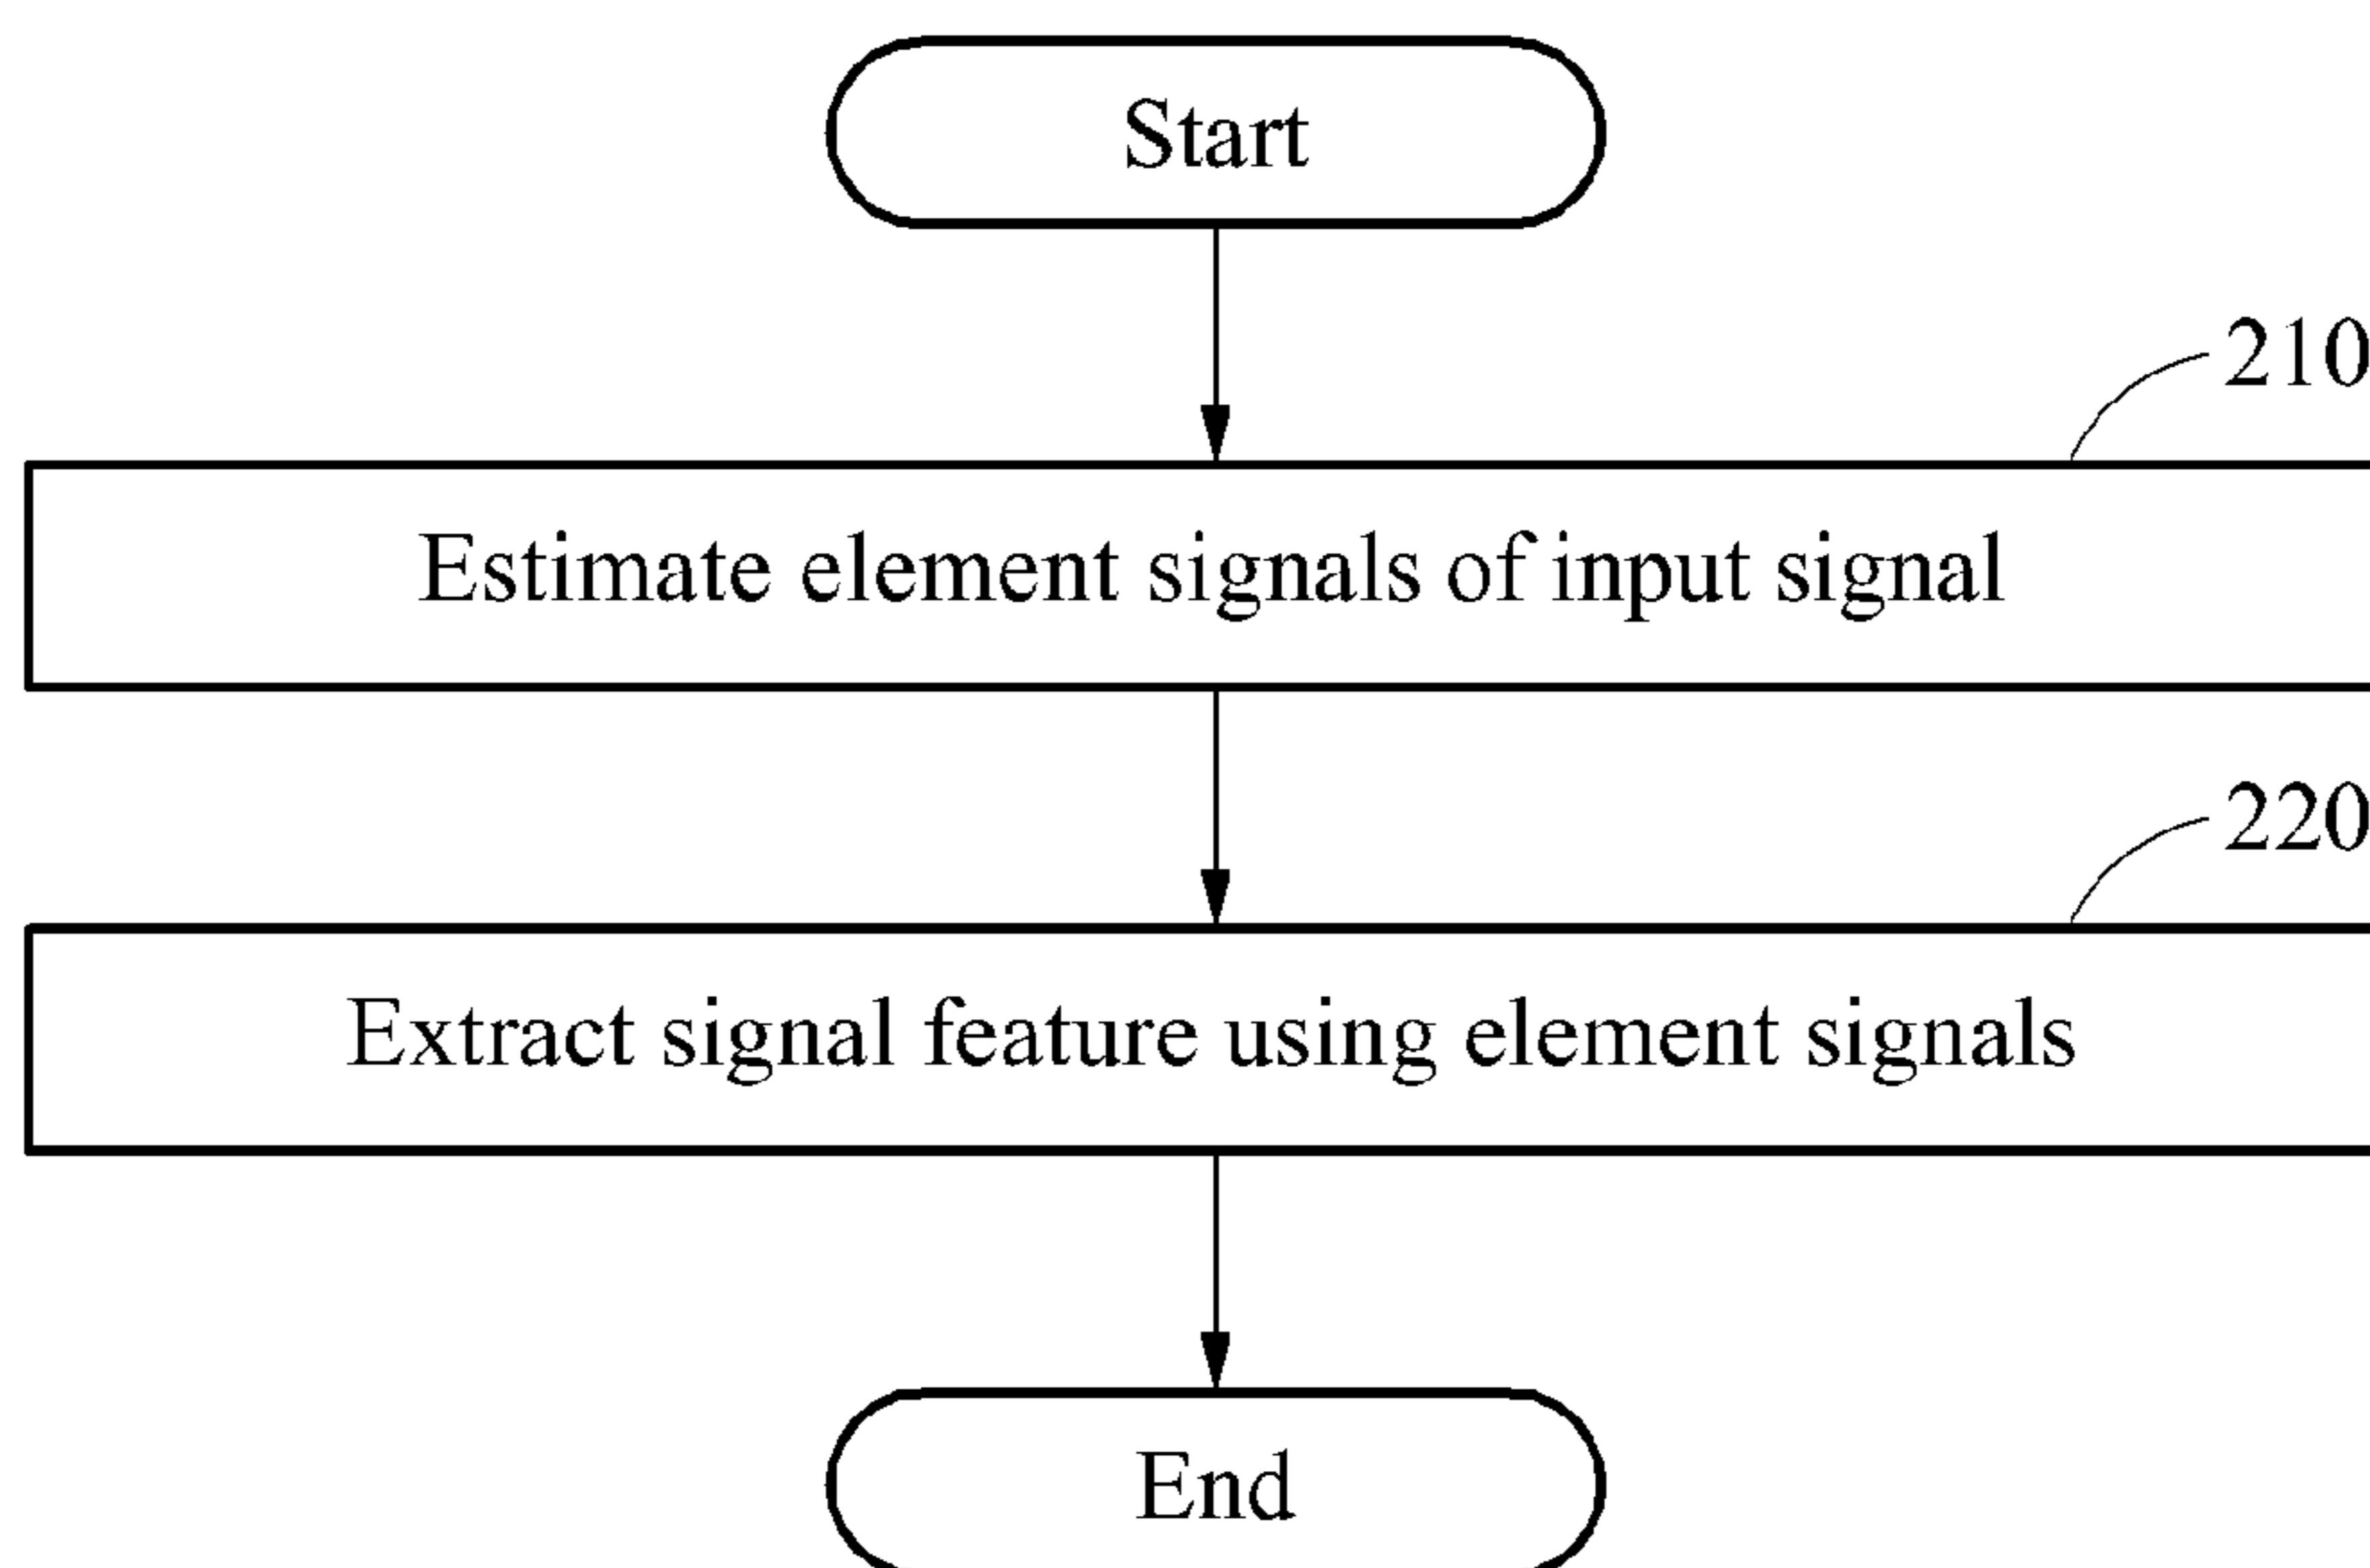 Start
210
Estimate element signals of input signal
220
Extract signal feature using element signals
End